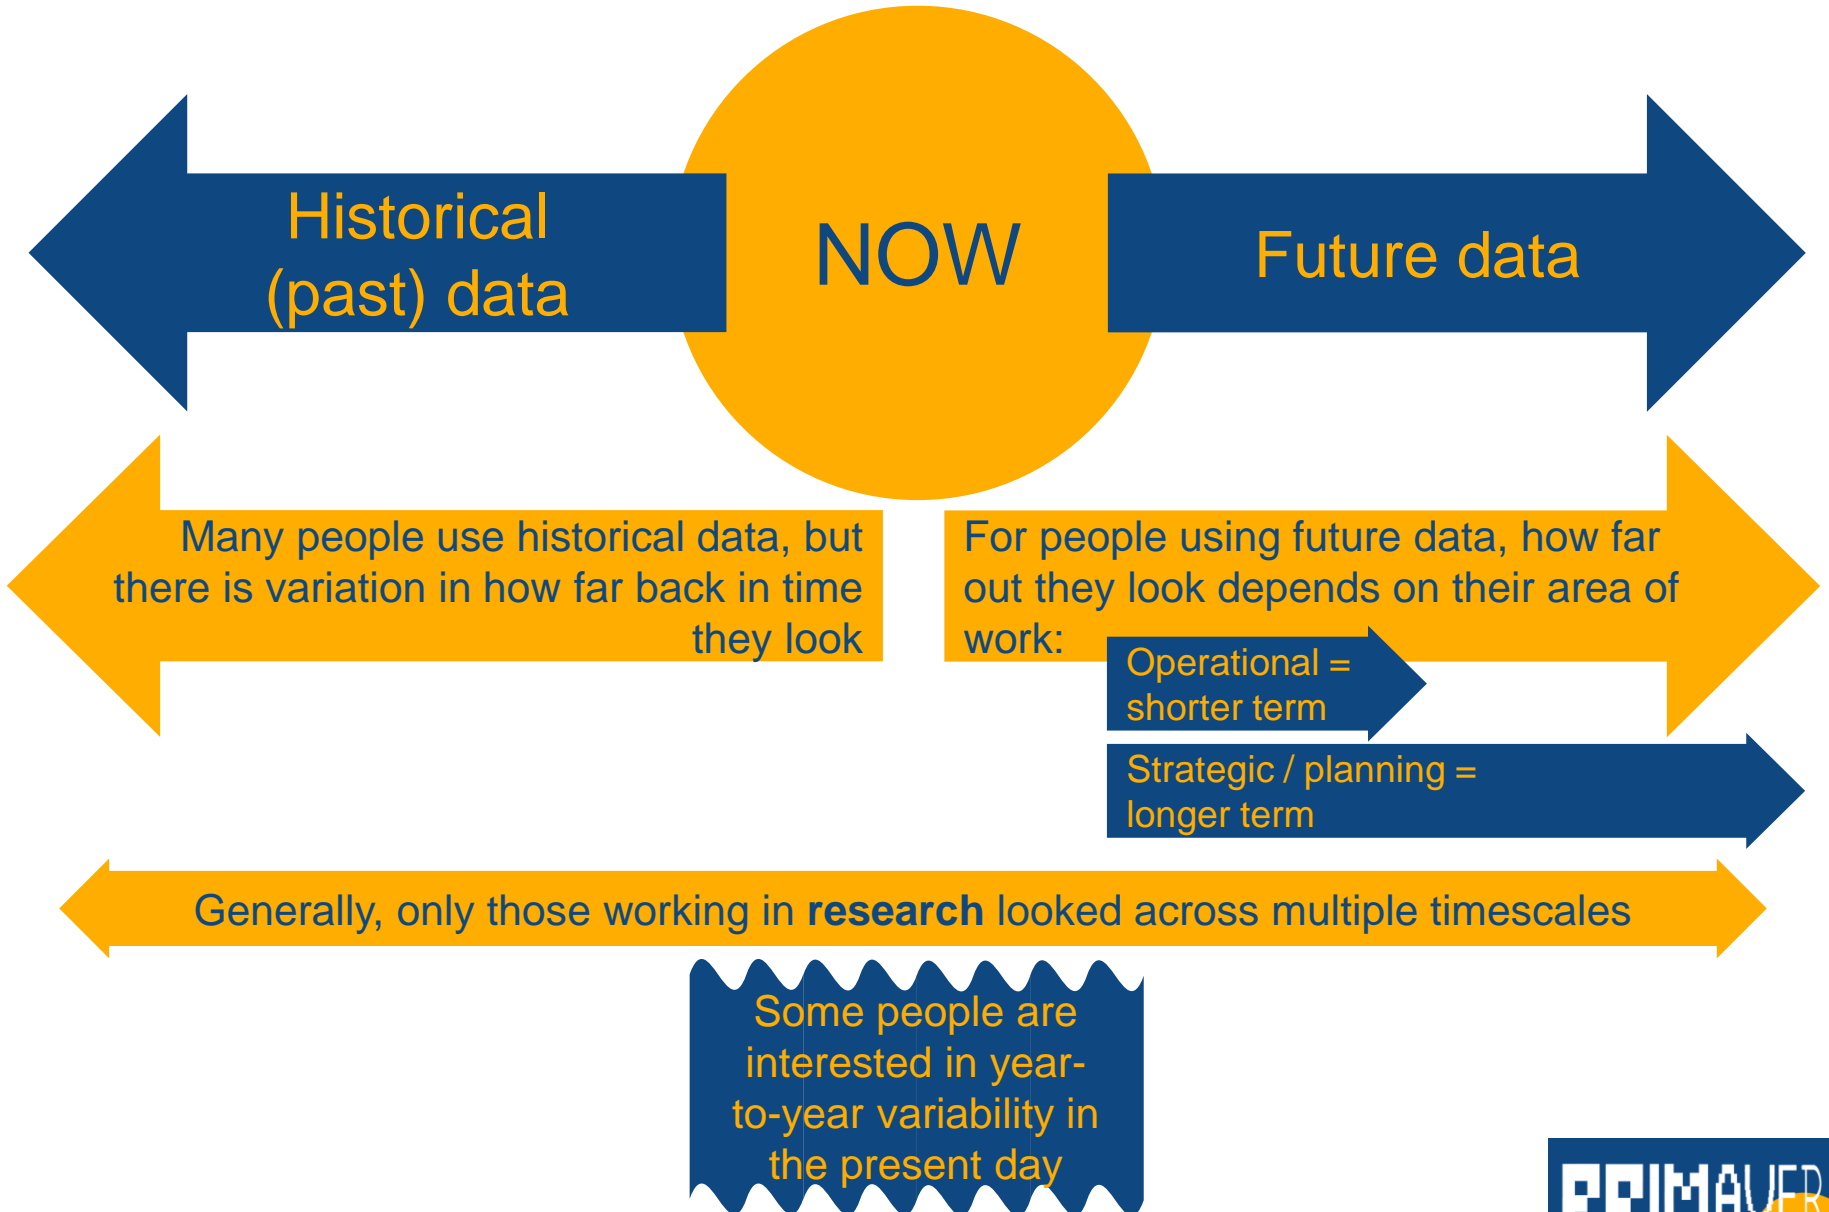 Historical
(past) data
NOW
Future data
Many people use historical data, but
there is variation in how far back in time
they look
For people using future data, how far
out they look depends on their area of
work:
Operational =
shorter term
Strategic / planning =
longer term
Generally, only those working in research looked across multiple timescales
Some people are
interested in year-
to-year variability in
the present day
PRIMAVER